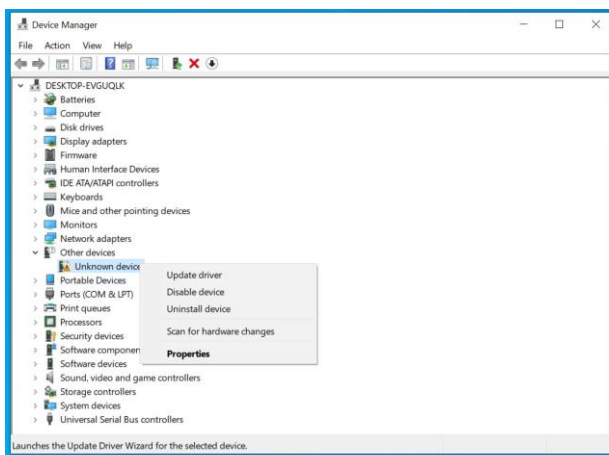 Device Manager
File Action View Help
DESKTOP-EVGUQLK
Batteries
Computer
Disk drives
Display adapters
Firmware
Human Interface Devices
IDE ATA/ATAPI controllers
Keyboards
Mice and other pointing devices
Monitors
Network adapters
Other devices
Unknown device
Portable Devices
Ports (COM & LPT)
Print queues
Processors
Security devices
Software componen
Software devices
Sound, video and game controllers
Storage controllers
System devices
Universal Serial Bus controllers
Update driver
Disable device
Uninstall device
Scan for hardware changes
Properties
Launches the Update Driver Wizard for the selected device.